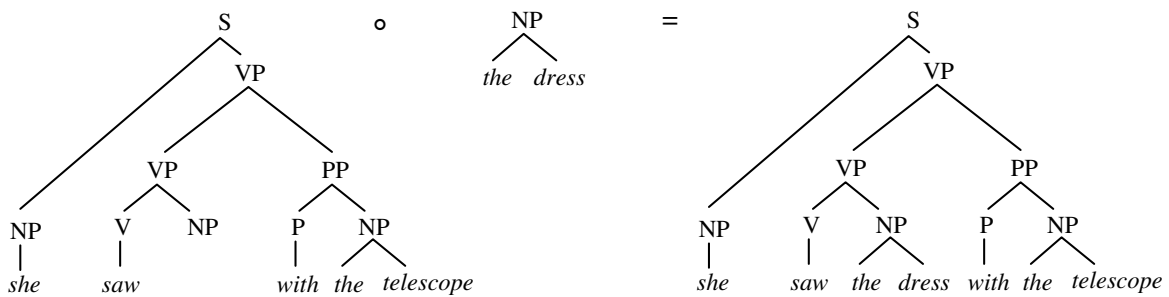 S ∘ NP = S
the dress
VP VP
VP PP VP PP
NP V NP P NP NP V NP P NP
she saw with the telescope she saw the dress with the telescope